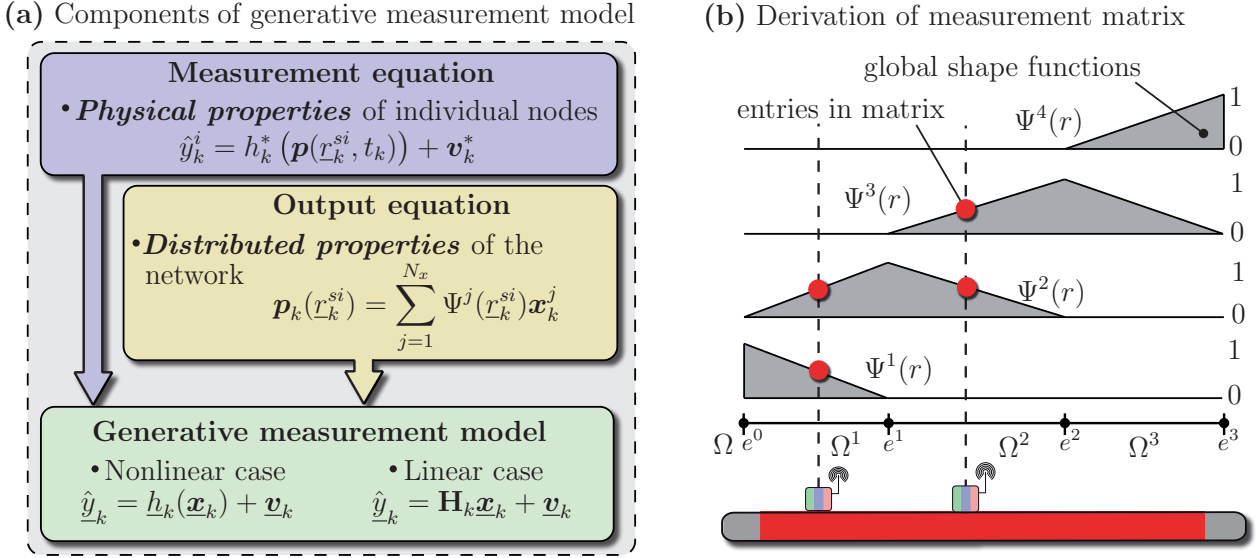 (a) Components of generative measurement model
Measurement equation
• Physical properties of individual nodes
ŷ_k^i = h_k^* (p(r_k^{si}, t_k)) + v_k^*
Output equation
• Distributed properties of the
network
p_k(r_k^{si}) = ∑_{j=1}^{N_x} Ψ^j(r_k^{si}) x_k^j
Generative measurement model
• Nonlinear case
ŷ_k = h_k(x_k) + v_k
• Linear case
ŷ_k = H_k x_k + v_k
(b) Derivation of measurement matrix
global shape functions
entries in matrix
Ψ^4(r)
1
0
Ψ^3(r)
1
0
Ψ^2(r)
1
0
Ψ^1(r)
1
0
Ω e^0 Ω^1 e^1 Ω^2 e^2 Ω^3 e^3